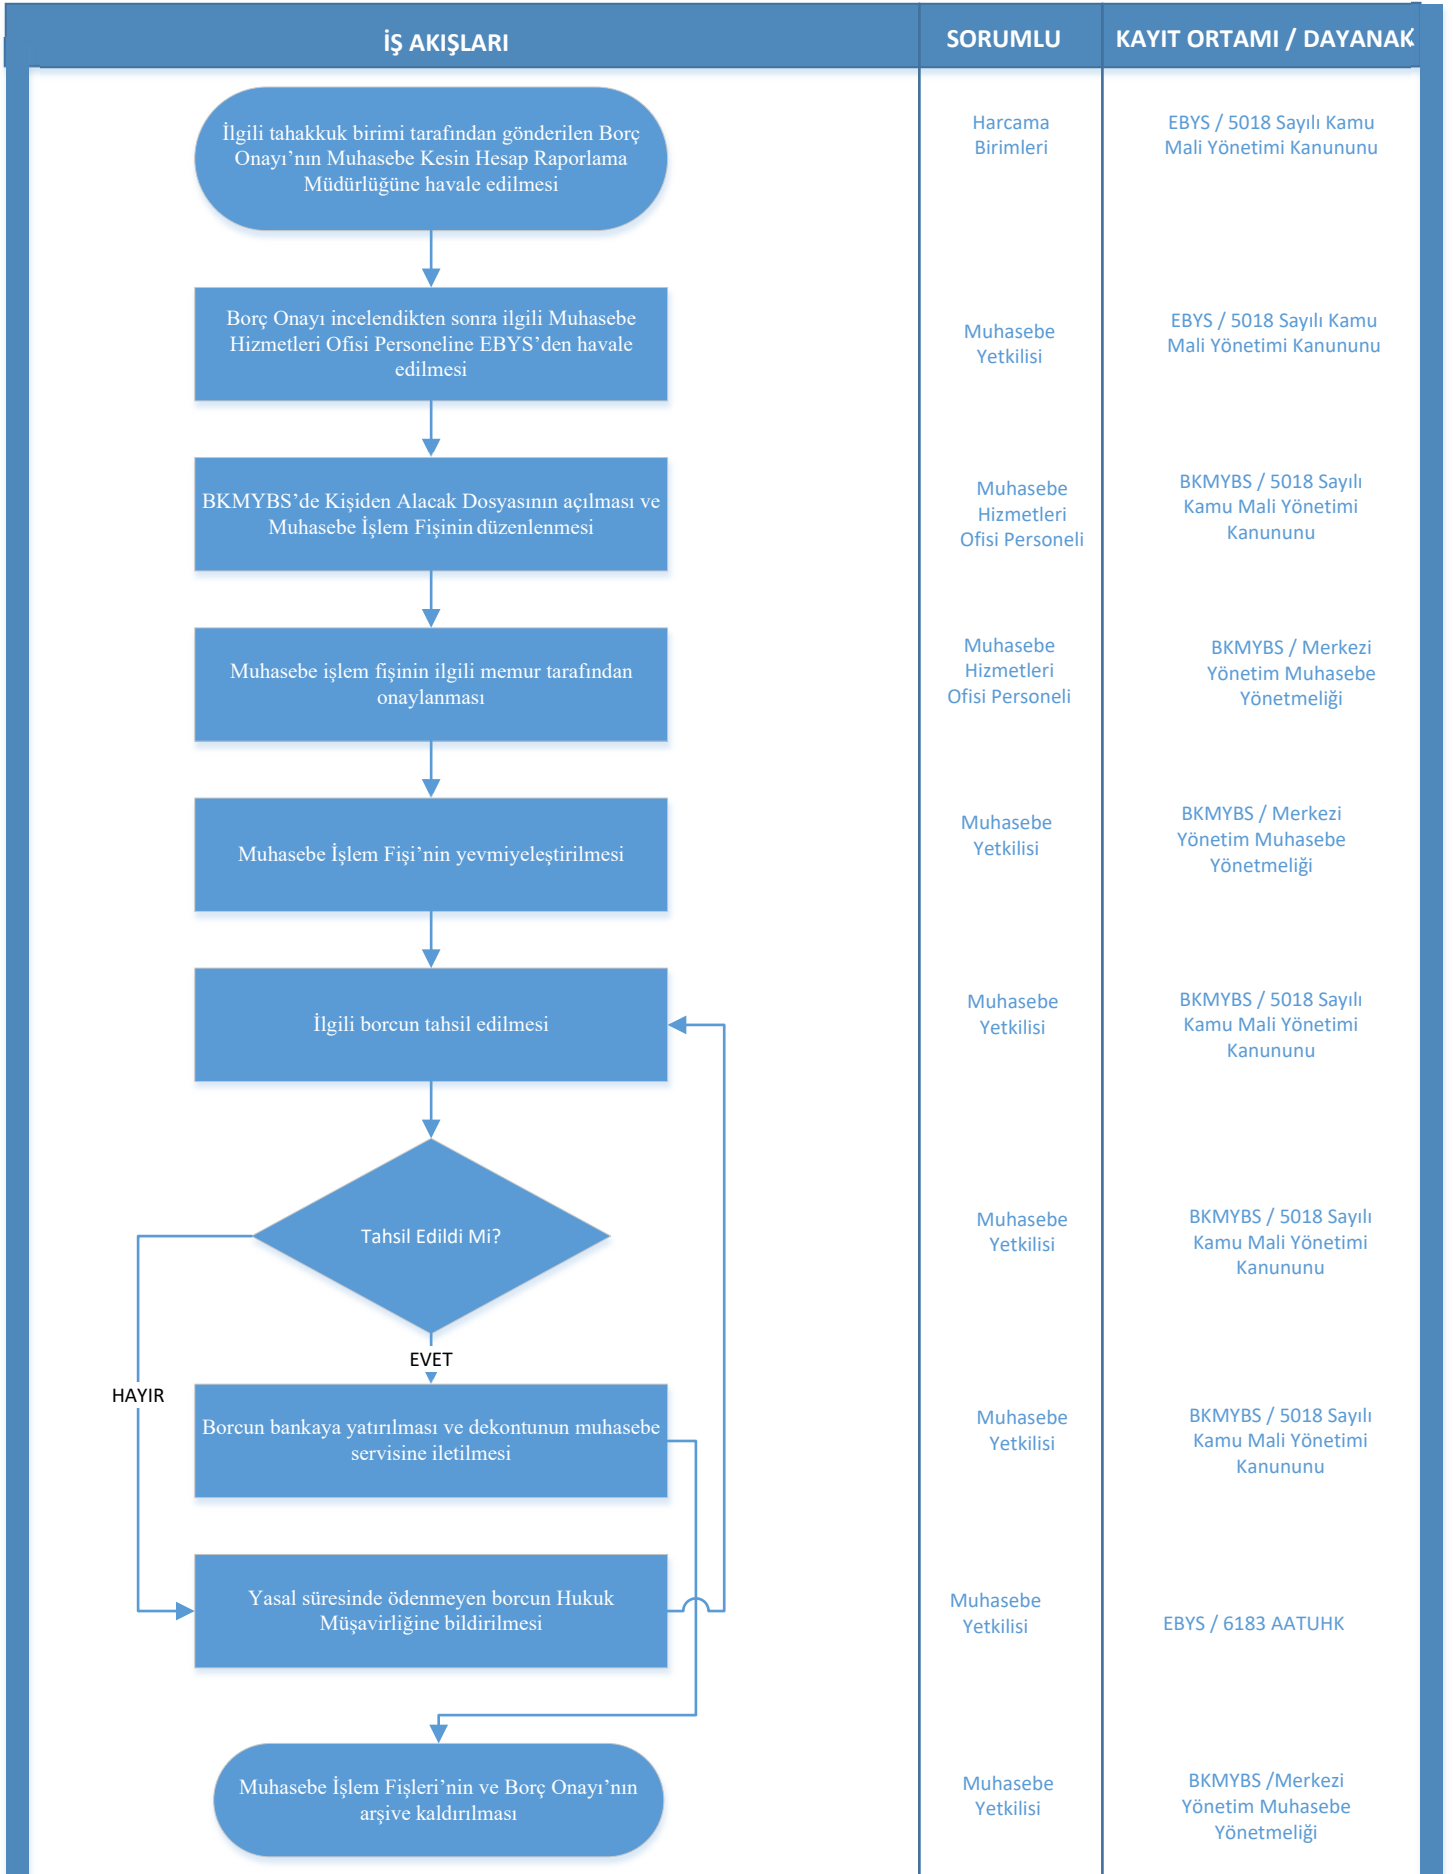 İŞ AKIŞLARI
SORUMLU
KAYIT ORTAMI / DAYANAK
İlgili tahakkuk birimi tarafından gönderilen Borç
Onayı’nın Muhasebe Kesin Hesap Raporlama
Müdürlüğüne havale edilmesi
Harcama
Birimleri
EBYS / 5018 Sayılı Kamu
Mali Yönetimi Kanununu
Borç Onayı incelendikten sonra ilgili Muhasebe
Hizmetleri Ofisi Personeline EBYS’den havale
edilmesi
Muhasebe
Yetkilisi
EBYS / 5018 Sayılı Kamu
Mali Yönetimi Kanununu
BKMYBS’de Kişiden Alacak Dosyasının açılması ve
Muhasebe İşlem Fişinin düzenlenmesi
Muhasebe
Hizmetleri
Ofisi Personeli
BKMYBS / 5018 Sayılı
Kamu Mali Yönetimi
Kanununu
Muhasebe işlem fişinin ilgili memur tarafından
onaylanması
Muhasebe
Hizmetleri
Ofisi Personeli
BKMYBS / Merkezi
Yönetim Muhasebe
Yönetmeliği
Muhasebe İşlem Fişi’nin yevmiyeleştirilmesi
Muhasebe
Yetkilisi
BKMYBS / Merkezi
Yönetim Muhasebe
Yönetmeliği
İlgili borcun tahsil edilmesi
Muhasebe
Yetkilisi
BKMYBS / 5018 Sayılı
Kamu Mali Yönetimi
Kanununu
Tahsil Edildi Mi?
Muhasebe
Yetkilisi
BKMYBS / 5018 Sayılı
Kamu Mali Yönetimi
Kanununu
EVET
HAYIR
Borcun bankaya yatırılması ve dekontunun muhasebe
servisine iletilmesi
Muhasebe
Yetkilisi
BKMYBS / 5018 Sayılı
Kamu Mali Yönetimi
Kanununu
Yasal süresinde ödenmeyen borcun Hukuk
Müşavirliğine bildirilmesi
Muhasebe
Yetkilisi
EBYS / 6183 AATUHK
Muhasebe İşlem Fişleri’nin ve Borç Onayı’nın
arşive kaldırılması
Muhasebe
Yetkilisi
BKMYBS /Merkezi
Yönetim Muhasebe
Yönetmeliği